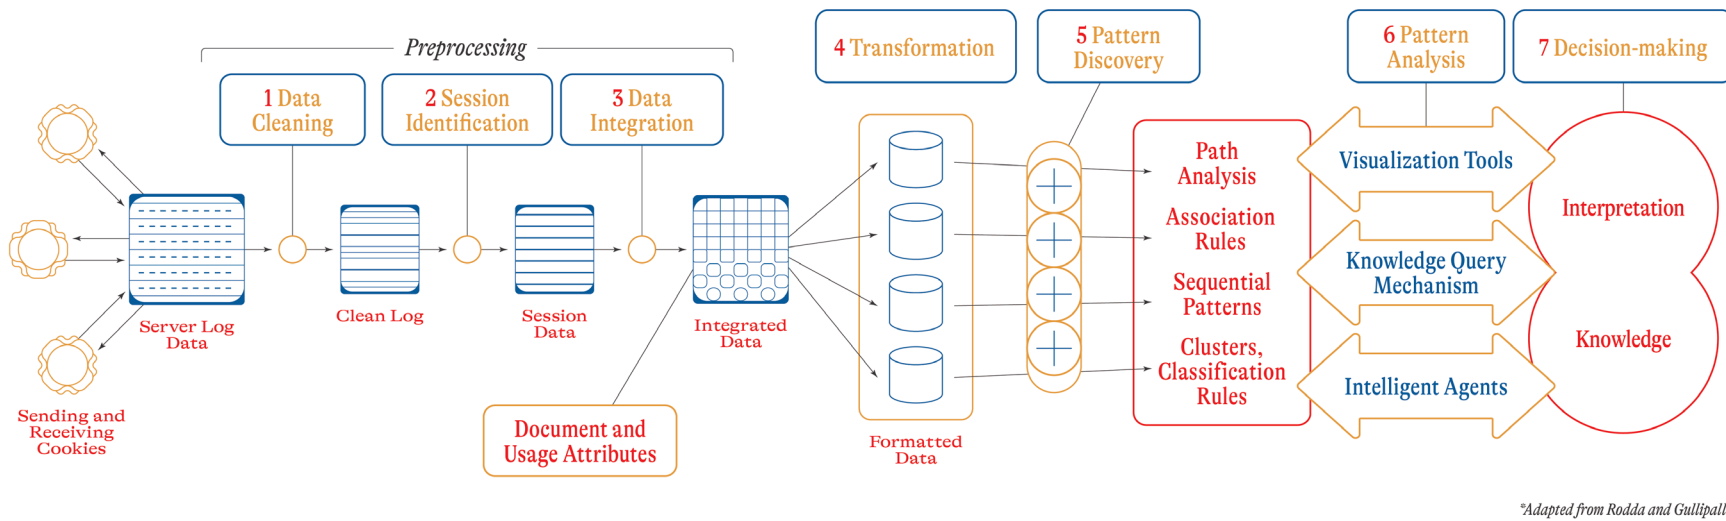 Preprocessing
1 Data
Cleaning
2 Session
Identification
3 Data
Integration
4 Transformation
5 Pattern
Discovery
6 Pattern
Analysis
7 Decision-making
Sending and
Receiving
Cookies
Server Log
Data
Clean Log
Session
Data
Integrated
Data
Document and
Usage Attributes
Formatted
Data
Path
Analysis
Association
Rules
Sequential
Patterns
Clusters,
Classification
Rules
Visualization Tools
Knowledge Query
Mechanism
Intelligent Agents
Interpretation
Knowledge
*Adapted from Rodda and Gullipall